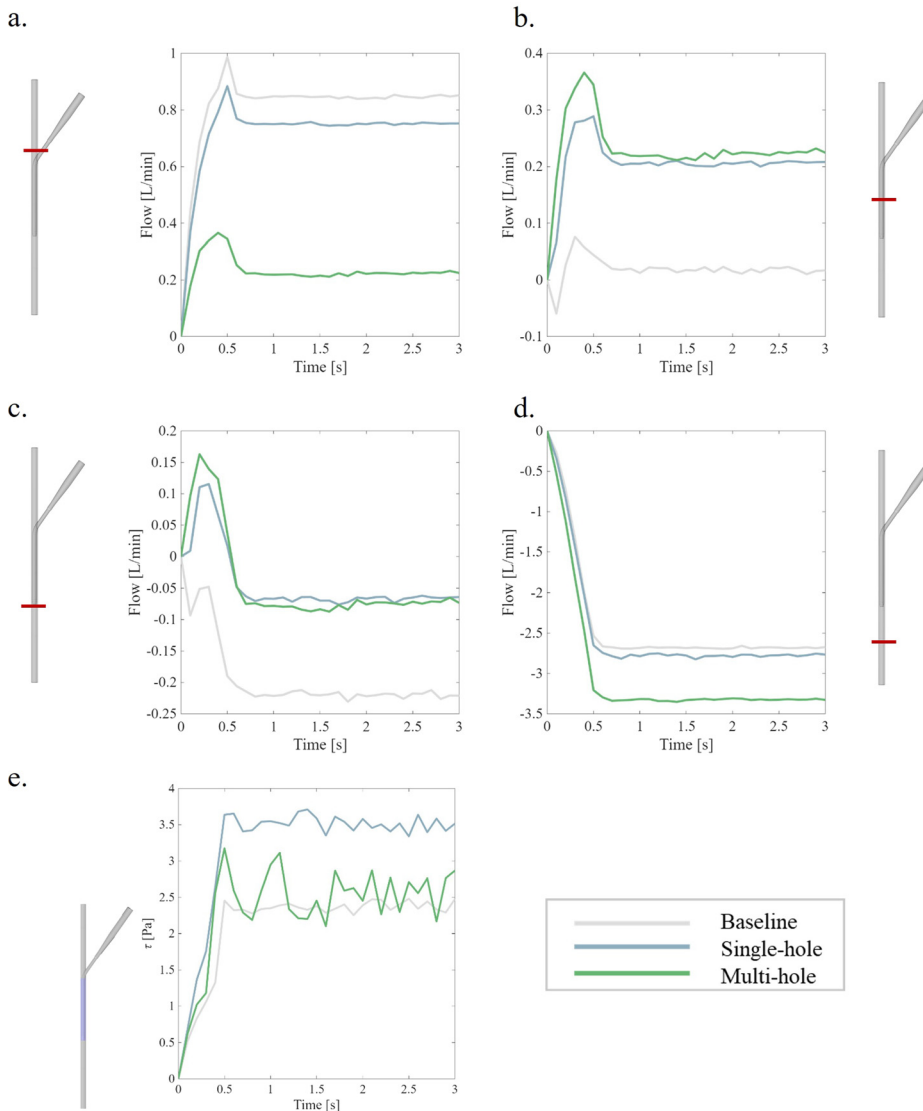 a.
b.
1
0.8
0.6
0.4
0.2
0
Flow [L/min]
0 0.5 1 1.5 2 2.5 3
Time [s]
0.4
0.3
0.2
0.1
0
-0.1
Flow [L/min]
0 0.5 1 1.5 2 2.5 3
Time [s]
c.
d.
0.2
0.15
0.1
0.05
0
-0.05
-0.1
-0.15
-0.2
-0.25
Flow [L/min]
0 0.5 1 1.5 2 2.5 3
Time [s]
0
-0.5
-1
-1.5
-2
-2.5
-3
-3.5
Flow [L/min]
0 0.5 1 1.5 2 2.5 3
Time [s]
e.
4
3.5
3
2.5
2
1.5
1
0.5
0
τ [Pa]
0 0.5 1 1.5 2 2.5 3
Time [s]
Baseline
Single-hole
Multi-hole